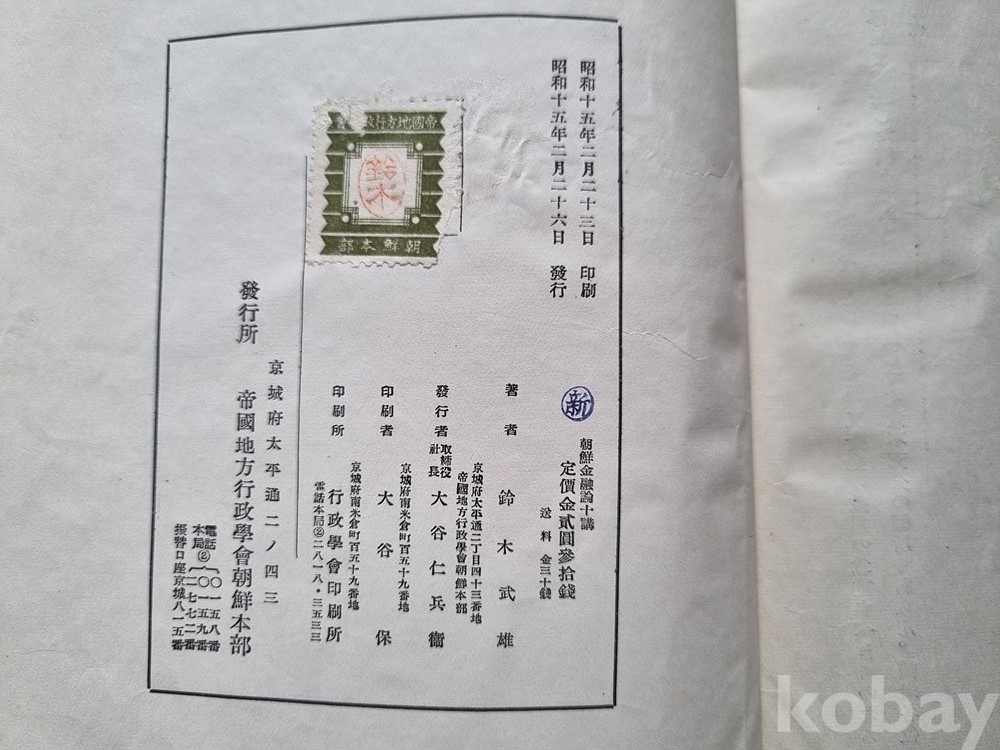 昭和十五年二月二十三日 印刷
昭和十五年二月二十六日 發行
帝國地方行政
鈴木
朝鮮本部
新
朝鮮金融論十講
定價金貳圓參拾錢
送料 金三十錢
著者 鈴木武雄
京城府太平通二丁目四十三番地
帝國地方行政學會朝鮮本部
發行者 取締役社長 大谷仁兵衞
京城府南米倉町百五十九番地
印刷者 大谷保
京城府南米倉町百五十九番地
印刷所 行政學會印刷所
電話本局②二八一八・三五三三
京城府太平通二ノ四三
發行所 帝國地方行政學會朝鮮本部
電話本局②
〇一五八番
〇一五九番
二七七二番
振替口座京城八一五番
kobay